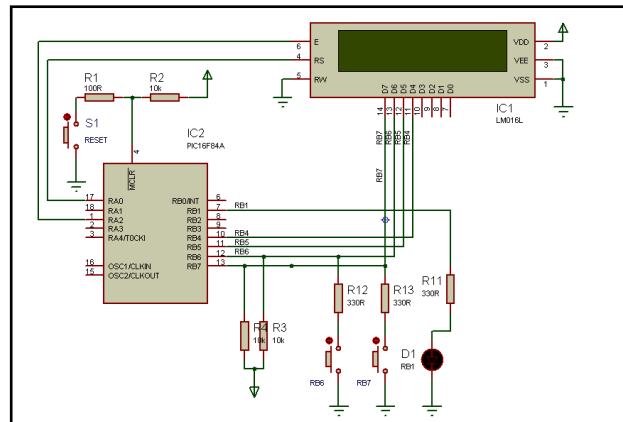 E
6
RS
4
RW
5
VDD
2
VEE
3
VSS
1
D7
D6
D5
D4
D3
D2
D1
D0
14
13
12
11
10
9
8
7
IC1
LM016L
RB7
RB6
RB5
RB4
RB7
R1
100R
R2
10k
S1
RESET
4
IC2
PIC16F84A
MCLR
17
RA0
18
RA1
1
RA2
2
RA3
3
RA4/T0CKI
16
OSC1/CLKIN
15
OSC2/CLKOUT
RB0/INT
6
RB1
7
RB1
RB2
8
RB3
9
RB4
10
RB4
RB5
11
RB5
RB6
12
RB6
RB7
13
R4
10k
R3
10k
R12
330R
R13
330R
R11
330R
RB6
RB7
D1
RB1